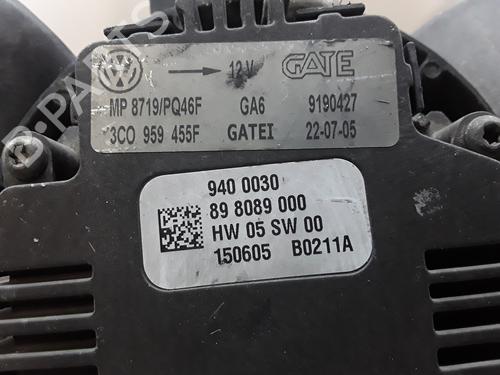 12V GATE
MP 8719/PQ46F GA6 9190427
3C0 959 455F GATEI 22-07-05
940 0030
89 8089 000
HW 05 SW 00
150605 B0211A
B-PARTS